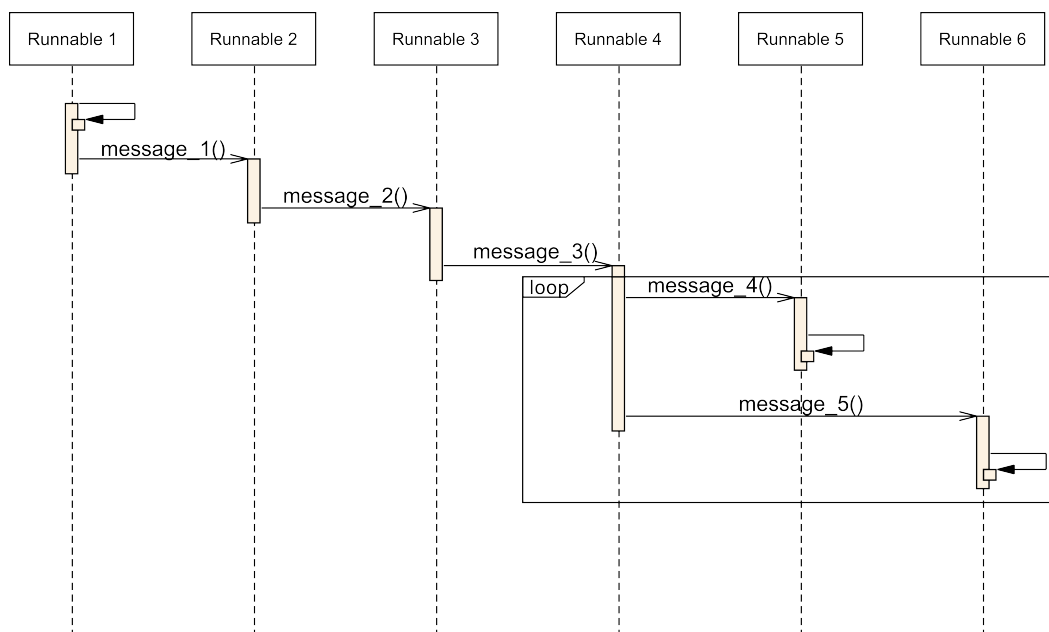 Runnable 1
Runnable 2
Runnable 3
Runnable 4
Runnable 5
Runnable 6
message_1()
message_2()
message_3()
loop
message_4()
message_5()